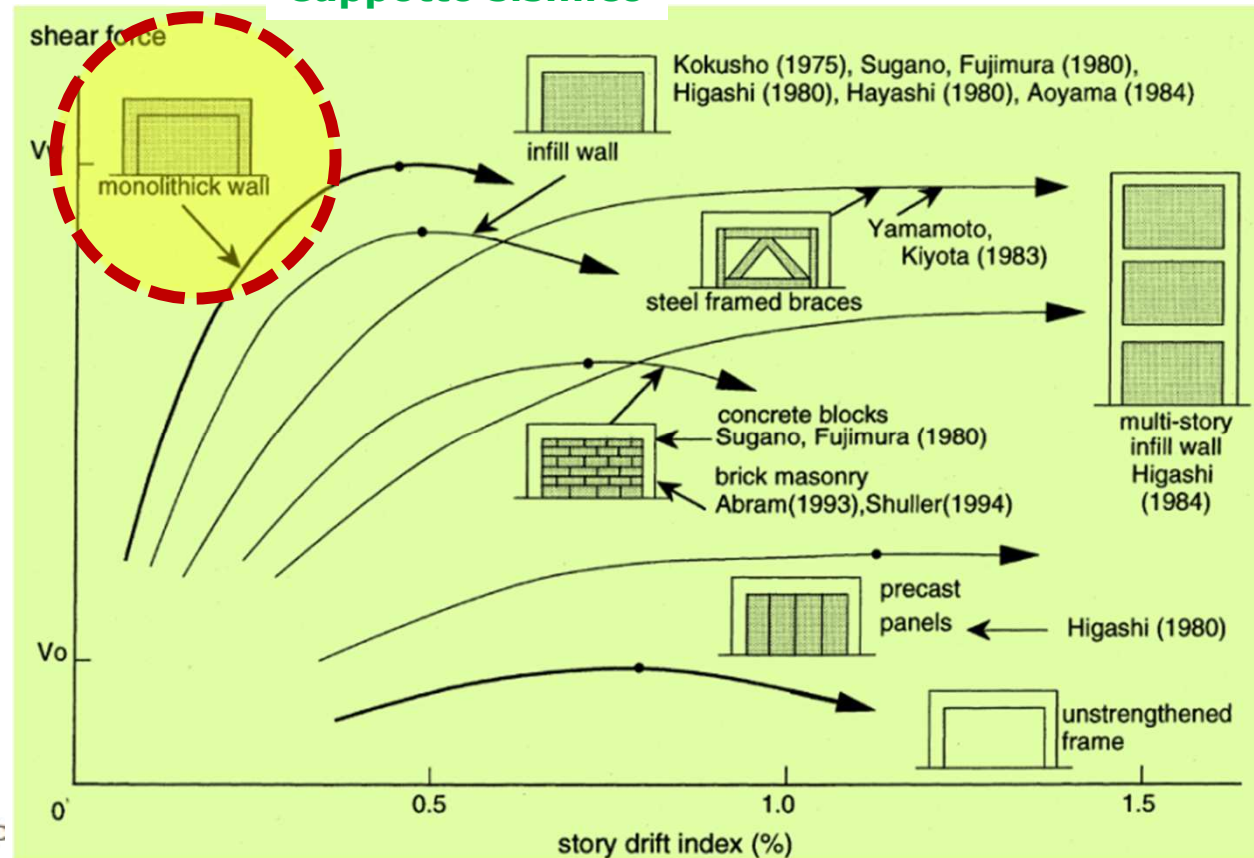 shear force
Kokusho (1975), Sugano, Fujimura (1980),
Higashi (1980), Hayashi (1980), Aoyama (1984)
infill wall
monolithick wall
Yamamoto,
Kiyota (1983)
steel framed braces
concrete blocks
Sugano, Fujimura (1980)
brick masonry
Abram(1993),Shuller(1994)
multi-story
infill wall
Higashi
(1984)
precast
panels
Higashi (1980)
Vo
unstrengthened
frame
0
0.5
1.0
1.5
story drift index (%)